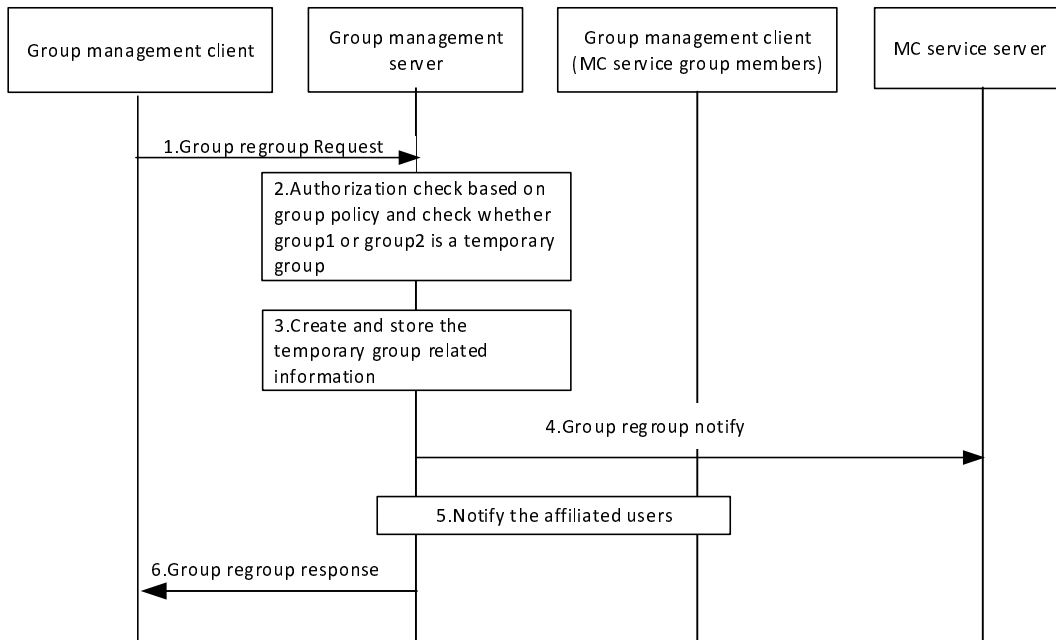 Group management client
Group management
server
Group management client
(MC service group members)
MC service server
1.Group regroup Request
2.Authorization check based on
group policy and check whether
group1 or group2 is a temporary
group
3.Create and store the
temporary group related
information
4.Group regroup notify
5.Notify the affiliated users
6.Group regroup response